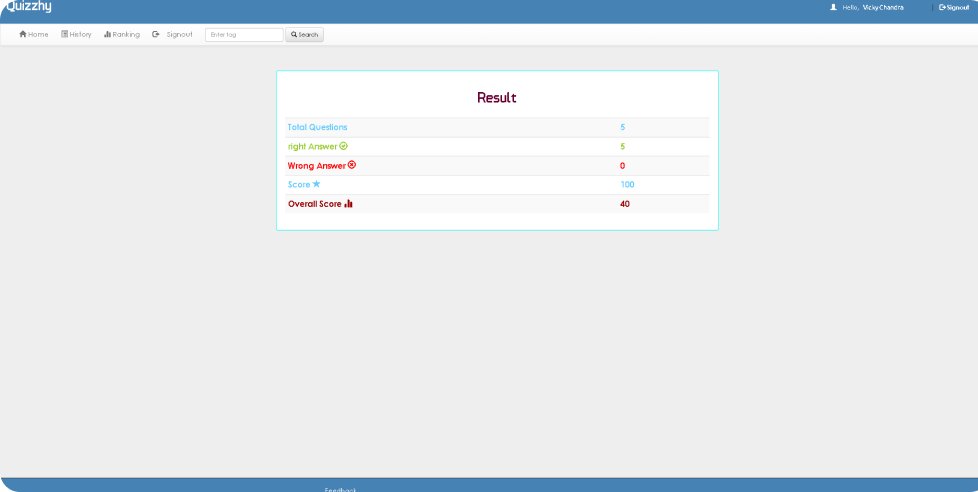 Quizzhy
Hello, Vicky Chandra | Signout
Home History Ranking Signout Enter tag Search
Result
Total Questions 5
right Answer 5
Wrong Answer 0
Score 100
Overall Score 40
Feedback